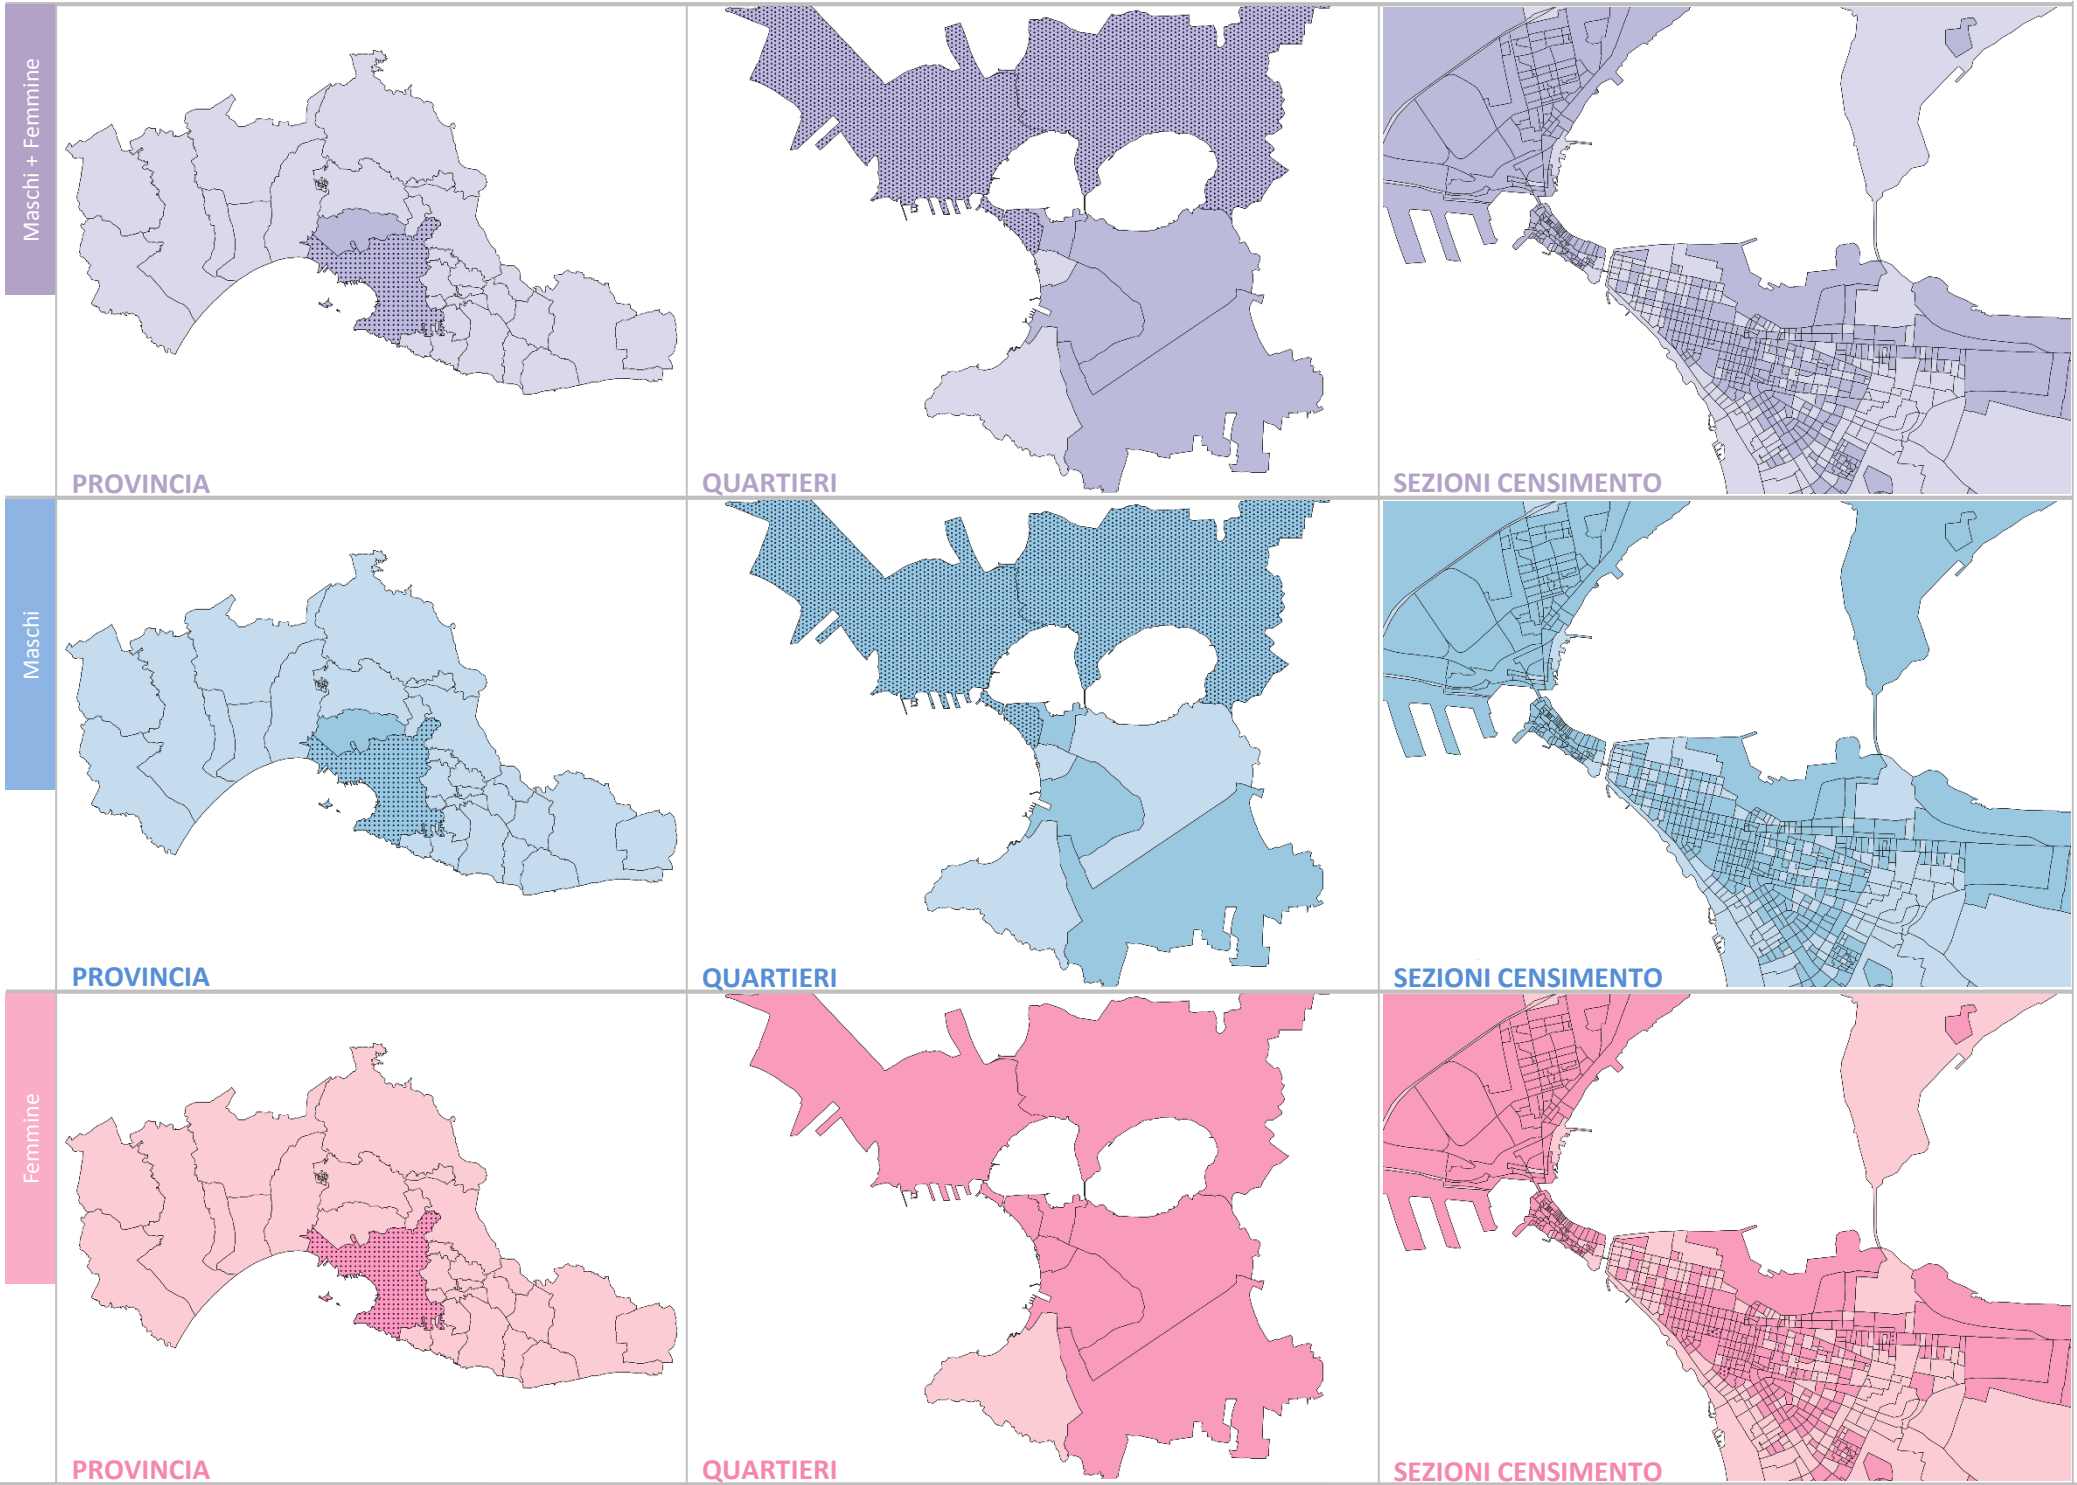 Maschi + Femmine
PROVINCIA
QUARTIERI
SEZIONI CENSIMENTO
Maschi
PROVINCIA
QUARTIERI
SEZIONI CENSIMENTO
Femmine
PROVINCIA
QUARTIERI
SEZIONI CENSIMENTO